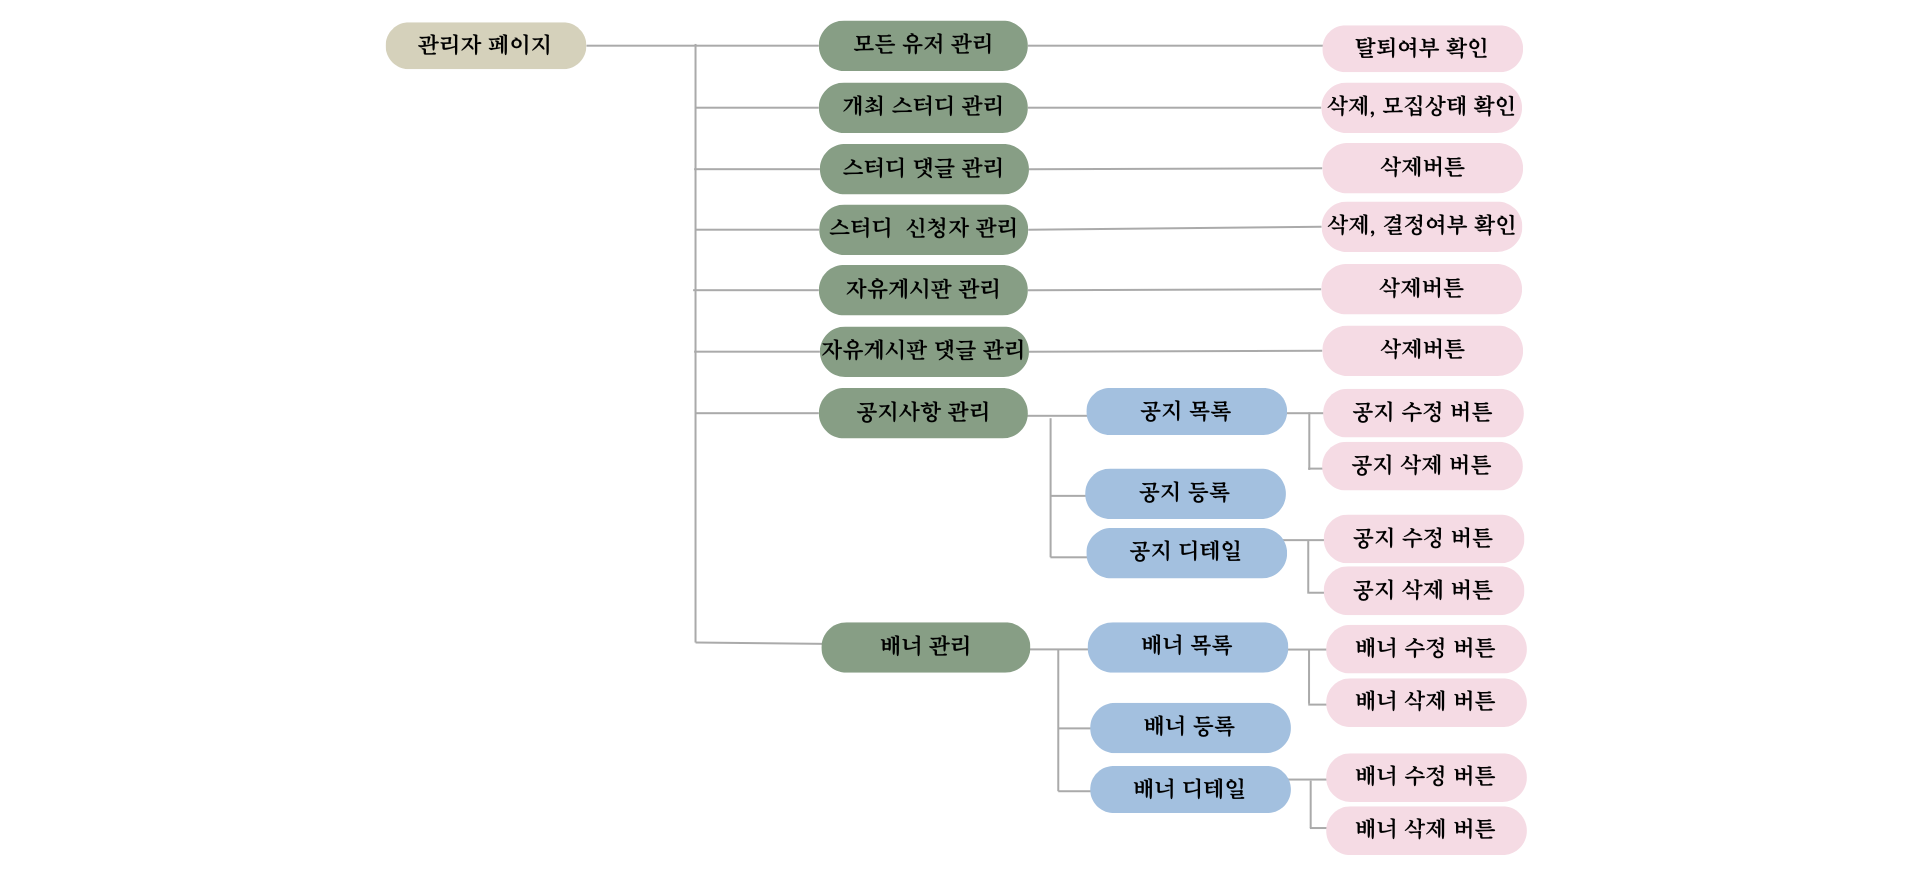 관리자 페이지
모든 유저 관리
탈퇴여부 확인
개최 스터디 관리
삭제, 모집상태 확인
스터디 댓글 관리
삭제버튼
스터디  신청자 관리
삭제, 결정여부 확인
자유게시판 관리
삭제버튼
자유게시판 댓글 관리
삭제버튼
공지사항 관리
공지 목록
공지 수정 버튼
공지 삭제 버튼
공지 등록
공지 디테일
공지 수정 버튼
공지 삭제 버튼
배너 관리
배너 목록
배너 수정 버튼
배너 삭제 버튼
배너 등록
배너 디테일
배너 수정 버튼
배너 삭제 버튼